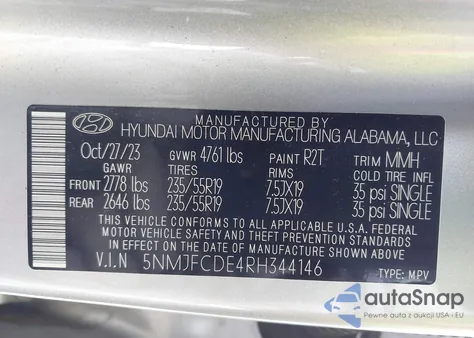 MANUFACTURED BY
HYUNDAI MOTOR MANUFACTURING ALABAMA, LLC
Oct/27/23 GVWR 4761 lbs PAINT R2T TRIM MMH
GAWR TIRES RIMS COLD TIRE INFL
FRONT 2778 lbs 235/55R19 7.5JX19 35 psi SINGLE
REAR 2646 lbs 235/55R19 7.5JX19 35 psi SINGLE
THIS VEHICLE CONFORMS TO ALL APPLICABLE U.S.A. FEDERAL
MOTOR VEHICLE SAFETY AND THEFT PREVENTION STANDARDS
IN EFFECT ON THE DATE OF MANUFACTURE SHOWN ABOVE.
V.I.N 5NMJFCDE4RH344146 TYPE: MPV
autaSnap
Pojazdy z aukcji USA i EU